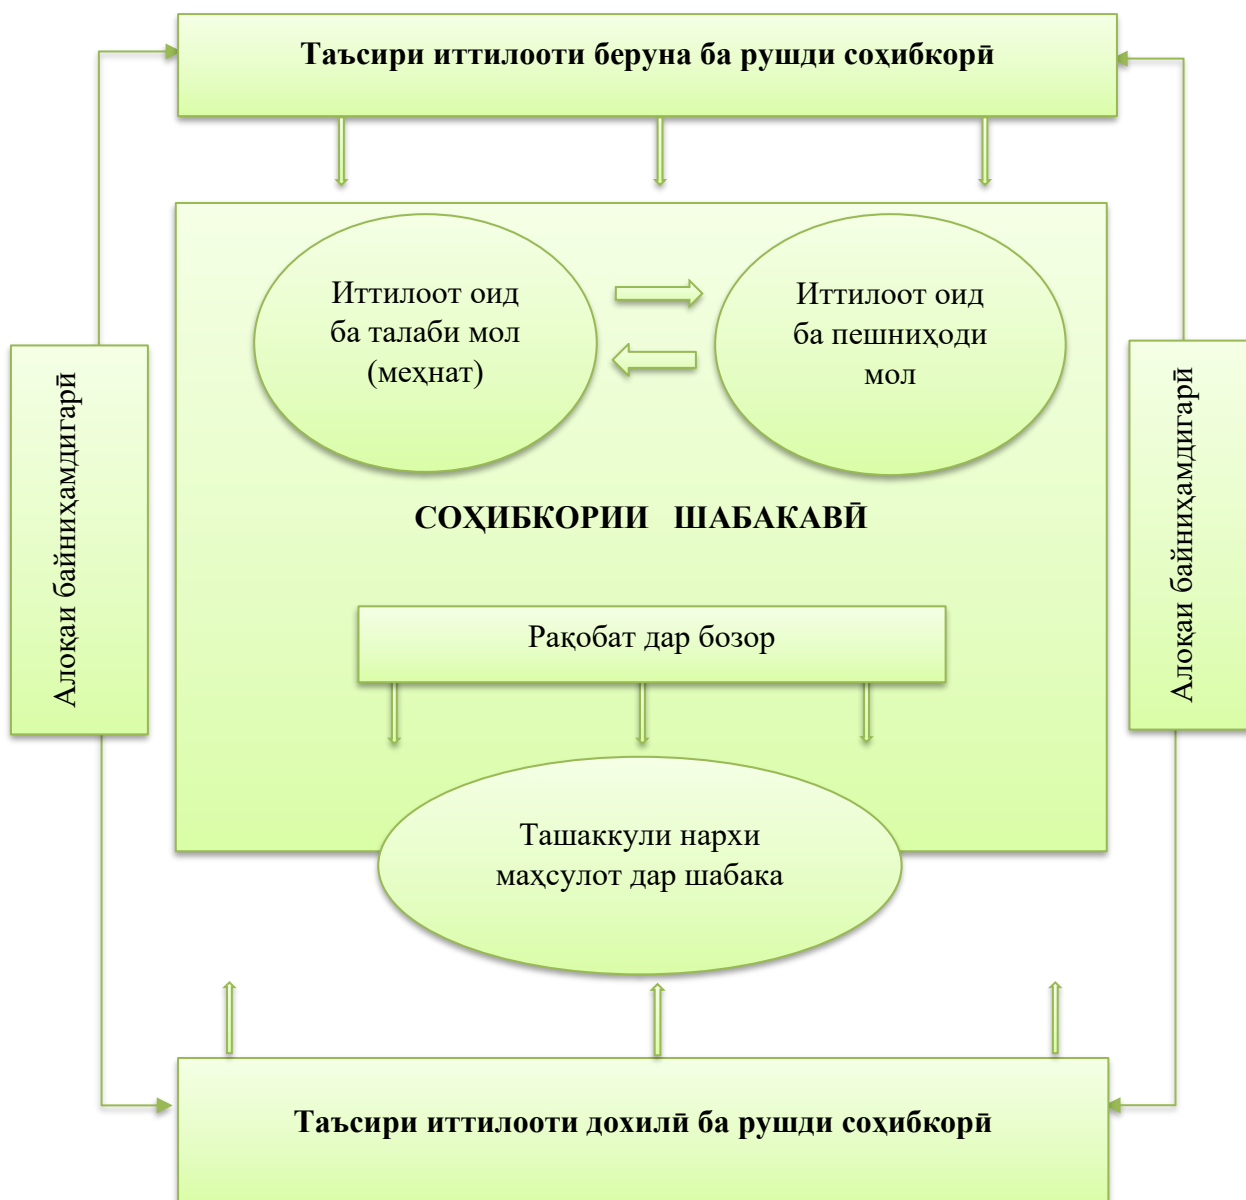 Таъсири иттилооти беруна ба рушди соҳибкорӣ
Иттилоот оид
ба талаби мол
(меҳнат)
Иттилоот оид
ба пешниҳоди
мол
Алоқаи байниҳамдигарӣ
Алоқаи байниҳамдигарӣ
СОҲИБКОРИИ ШАБАКАВӢ
Рақобат дар бозор
Ташаккули нархи
маҳсулот дар шабака
Таъсири иттилооти дохилӣ ба рушди соҳибкорӣ